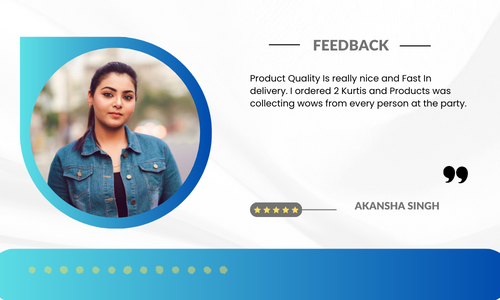 FEEDBACK
Product Quality Is really nice and Fast In
delivery. I ordered 2 Kurtis and Products was
collecting wows from every person at the party.
”
AKANSHA SINGH